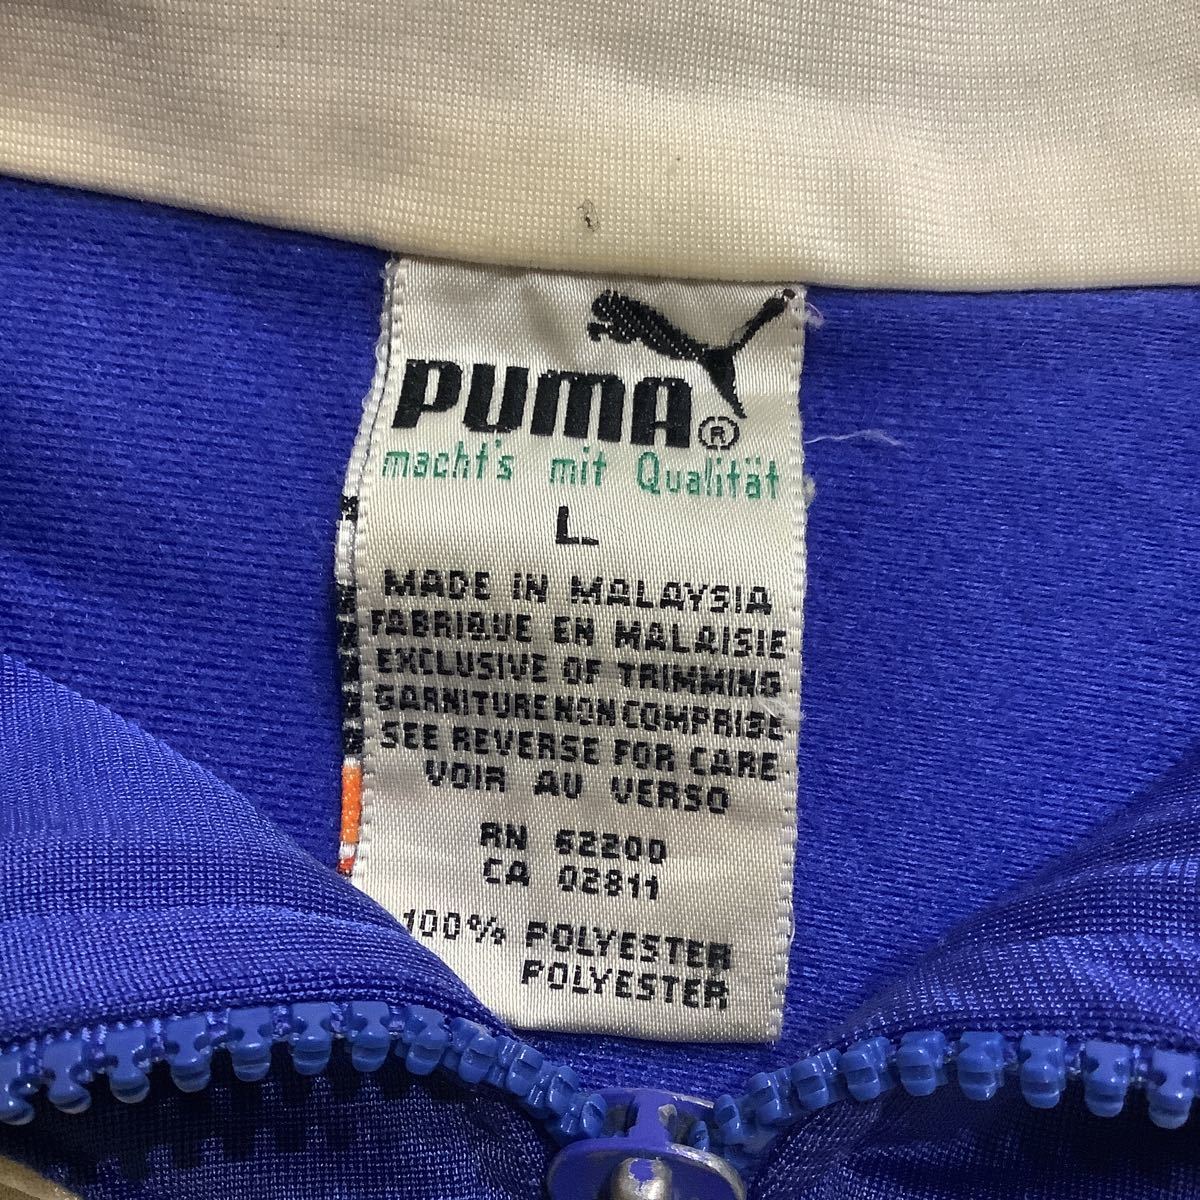 PUMA®
macht's mit Qualität
L.
MADE IN MALAYSIA
FABRIQUE EN MALAISIE
EXCLUSIVE OF TRIMMING
GARNITURE NON COMPRISE
SEE REVERSE FOR CARE
VOIR AU VERSO
RN 62200
CA 02811
100% POLYESTER
POLYESTER